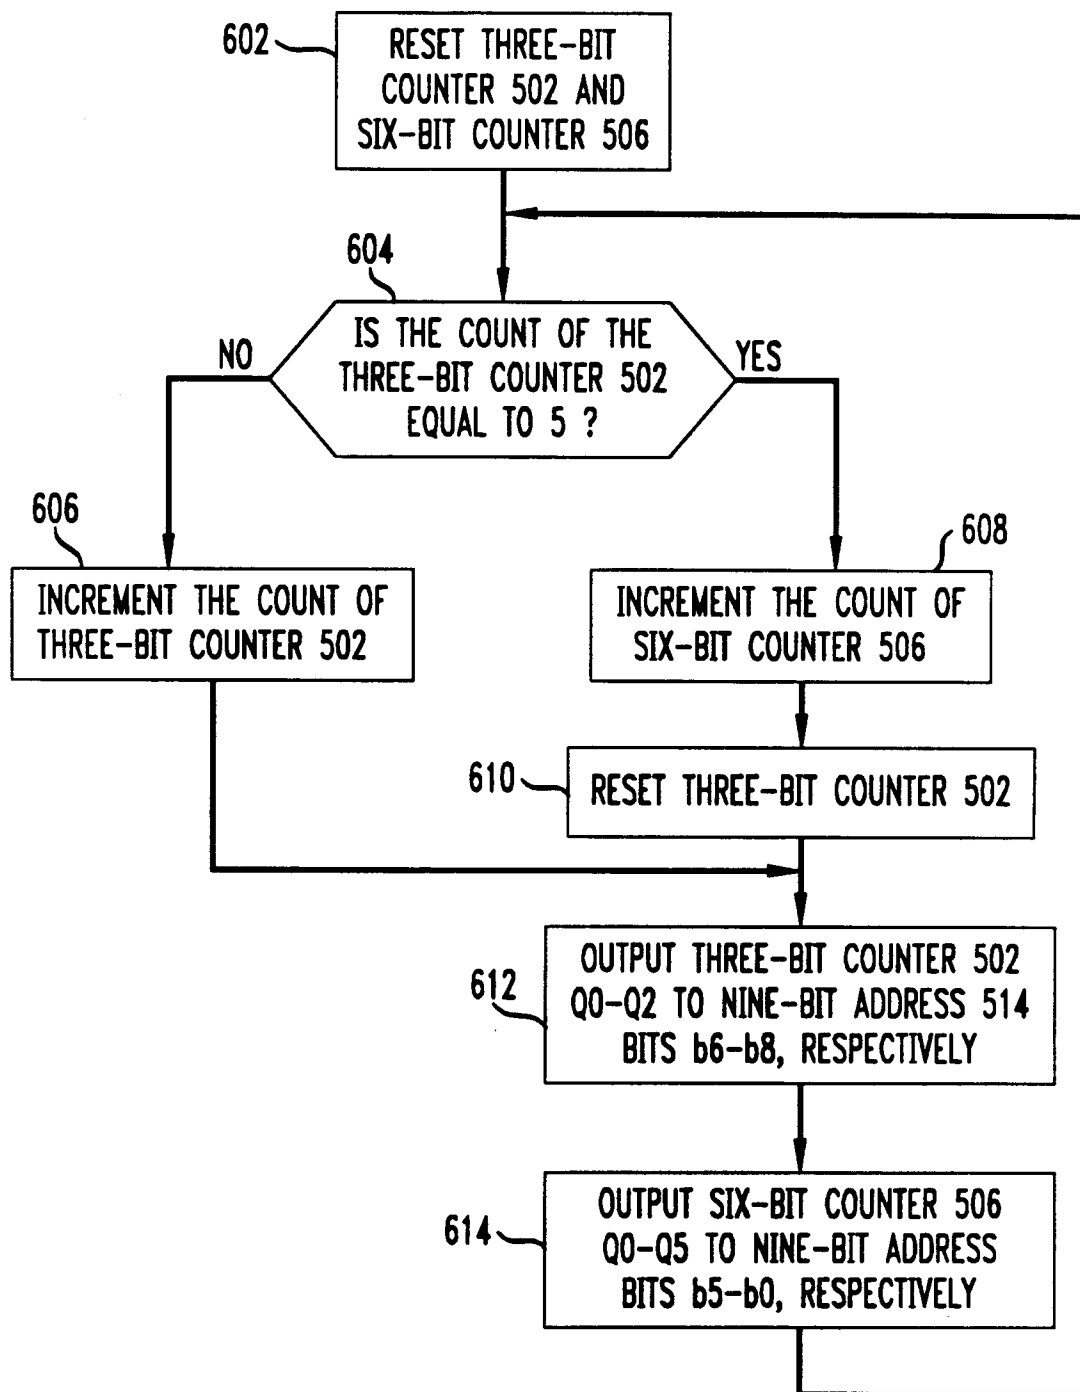 602
RESET THREE-BIT
COUNTER 502 AND
SIX-BIT COUNTER 506
604
IS THE COUNT OF THE
THREE-BIT COUNTER 502
EQUAL TO 5 ?
NO
YES
606
INCREMENT THE COUNT OF
THREE-BIT COUNTER 502
608
INCREMENT THE COUNT OF
SIX-BIT COUNTER 506
610
RESET THREE-BIT COUNTER 502
612
OUTPUT THREE-BIT COUNTER 502
Q0-Q2 TO NINE-BIT ADDRESS 514
BITS b6-b8, RESPECTIVELY
614
OUTPUT SIX-BIT COUNTER 506
Q0-Q5 TO NINE-BIT ADDRESS
BITS b5-b0, RESPECTIVELY